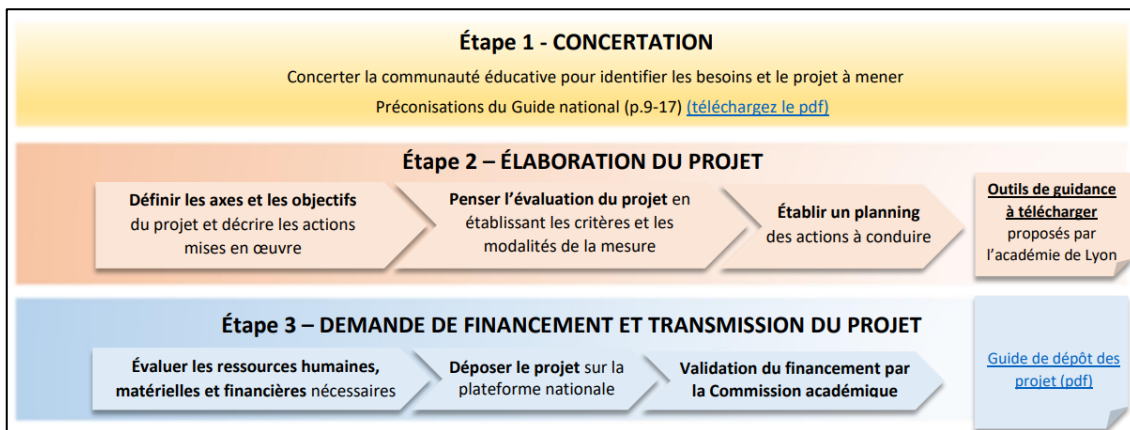 Étape 1 - CONCERTATION
Concerter la communauté éducative pour identifier les besoins et le projet à mener
Préconisations du Guide national (p.9-17) (téléchargez le pdf)
Étape 2 – ÉLABORATION DU PROJET
Définir les axes et les objectifs
du projet et décrire les actions
mises en œuvre
Penser l’évaluation du projet en
établissant les critères et les
modalités de la mesure
Établir un planning
des actions à conduire
Outils de guidance
à télécharger
proposés par
l’académie de Lyon
Étape 3 – DEMANDE DE FINANCEMENT ET TRANSMISSION DU PROJET
Évaluer les ressources humaines,
matérielles et financières nécessaires
Déposer le projet sur la
plateforme nationale
Validation du financement par
la Commission académique
Guide de dépôt des
projet (pdf)